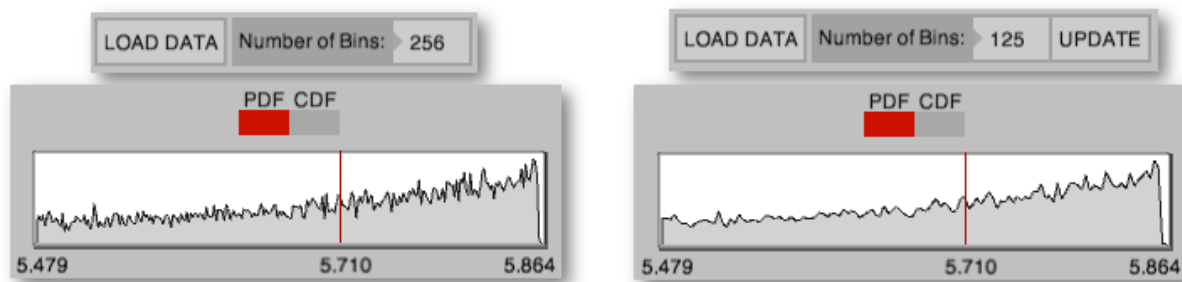 LOAD DATA Number of Bins: 256
PDF CDF
5.479 5.710 5.864
LOAD DATA Number of Bins: 125 UPDATE
PDF CDF
5.479 5.710 5.864